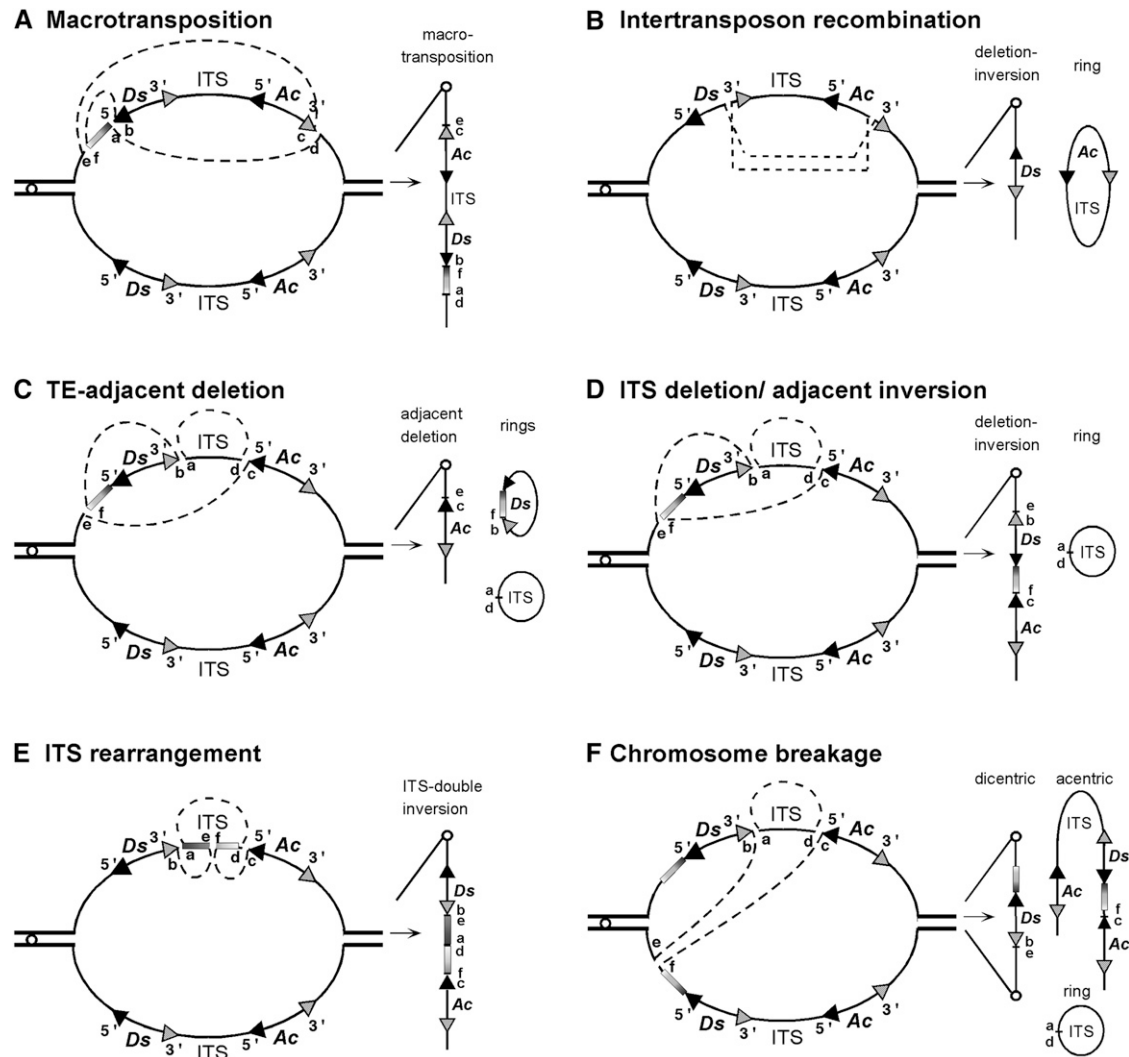 A Macrotransposition
macro-
transposition
3'
ITS
5'
Ds
Ac
5'
3'
b
a
c
d
e f
e
c
Ac
ITS
Ds
b
f
a
d
5'
Ds
3'
ITS
5'
Ac
3'
B Intertransposon recombination
deletion-
inversion
ring
ITS
5'
Ds
3'
5'
Ac
3'
Ds
Ac
ITS
5'
Ds
3'
ITS
5'
Ac
3'
C TE-adjacent deletion
adjacent
deletion
rings
ITS
Ds
3'
5'
Ac
5'
b a
d
c
3'
e
f
e
c
Ac
Ds
f
b
a
d
ITS
5'
Ds
3'
ITS
5'
Ac
3'
D ITS deletion/ adjacent inversion
deletion-
inversion
ring
ITS
Ds
3'
5'
Ac
5'
b
a
d
c
3'
e
f
e
b
Ds
f
c
Ac
a
d
ITS
5'
Ds
3'
ITS
5'
Ac
3'
E ITS rearrangement
ITS-double
inversion
ITS
Ds
3'
e f
5'
Ac
5'
b
a
d
c
3'
Ds
b
e
a
d
f
c
Ac
5'
Ds
3'
ITS
5'
Ac
3'
F Chromosome breakage
dicentric
acentric
ITS
Ds
3'
5'
Ac
5'
b
a
d
c
3'
e
f
Ds
b
e
ITS
Ac
Ds
f
c
Ac
ring
a
d
ITS
5'
Ds
3'
ITS
5'
Ac
3'